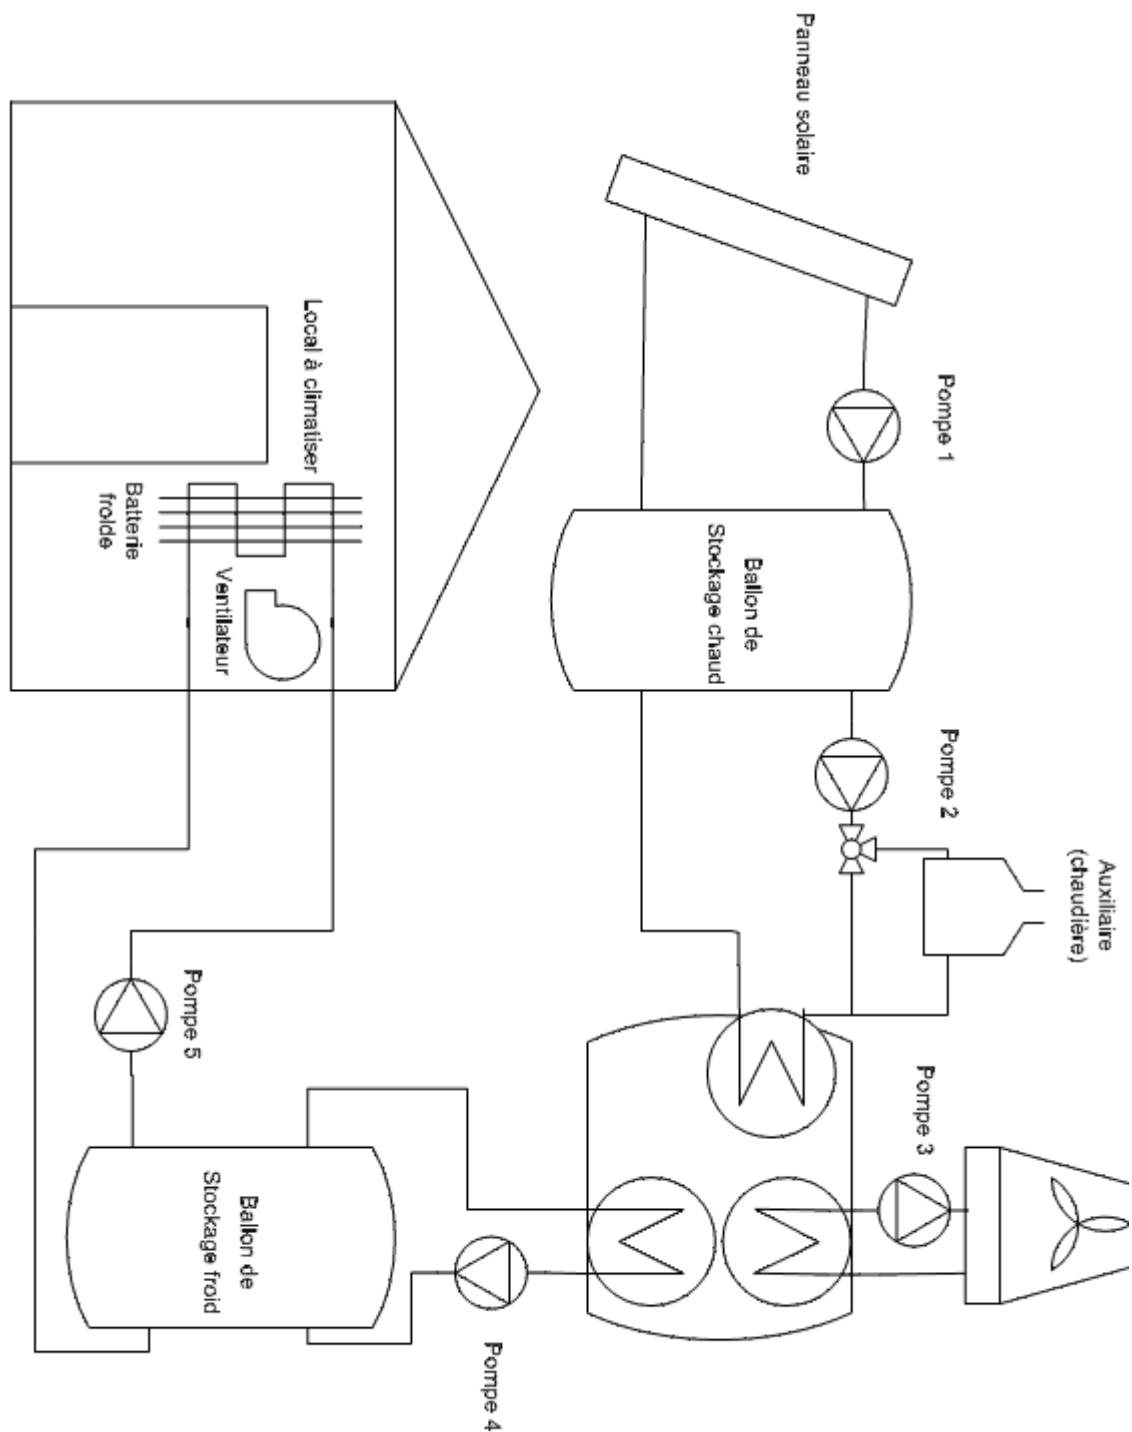 Panneau solaire
Pompe 1
Ballon de
Stockage chaud
Pompe 2
Auxiliaire
(chaudière)
Pompe 3
Local à climatiser
Batterie
froide
Ventilateur
Pompe 5
Ballon de
Stockage froid
Pompe 4